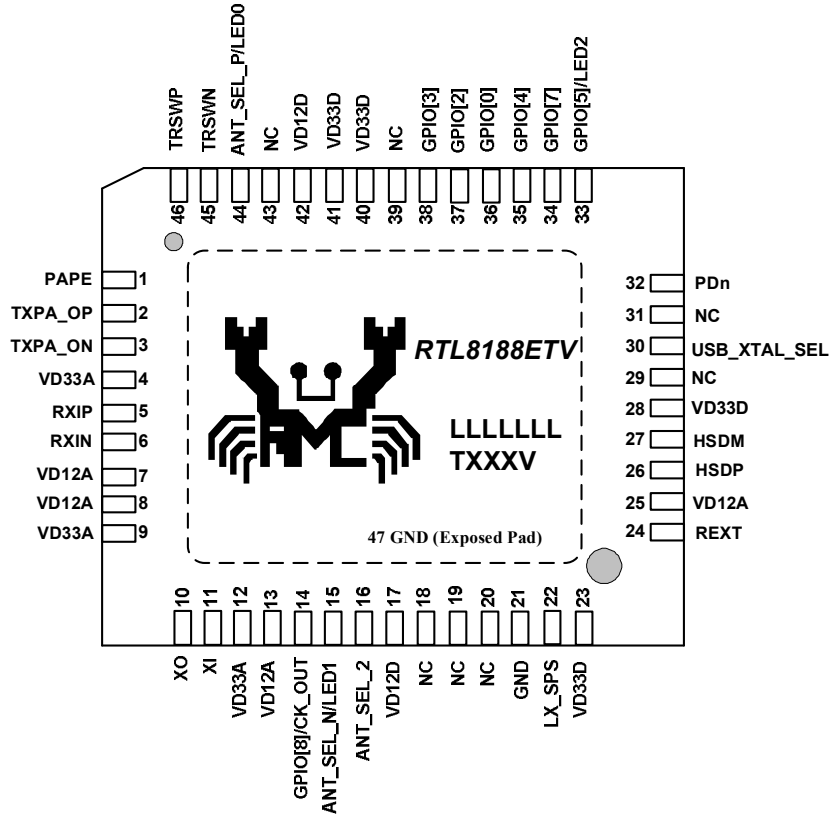 TRSWP
TRSWN
ANT_SEL_P/LED0
NC
VD12D
VD33D
VD33D
NC
GPIO[3]
GPIO[2]
GPIO[0]
GPIO[4]
GPIO[7]
GPIO[5]/LED2
46 45 44 43 42 41 40 39 38 37 36 35 34 33
PAPE 1
TXPA_OP 2
TXPA_ON 3
VD33A 4
RXIP 5
RXIN 6
VD12A 7
VD12A 8
VD33A 9
RTL8188ETV
LLLLLLL
TXXXV
47 GND (Exposed Pad)
32 PDn
31 NC
30 USB_XTAL_SEL
29 NC
28 VD33D
27 HSDM
26 HSDP
25 VD12A
24 REXT
10 11 12 13 14 15 16 17 18 19 20 21 22 23
XO
XI
VD33A
VD12A
GPIO[8]/CK_OUT
ANT_SEL_N/LED1
ANT_SEL_2
VD12D
NC
NC
NC
GND
LX_SPS
VD33D